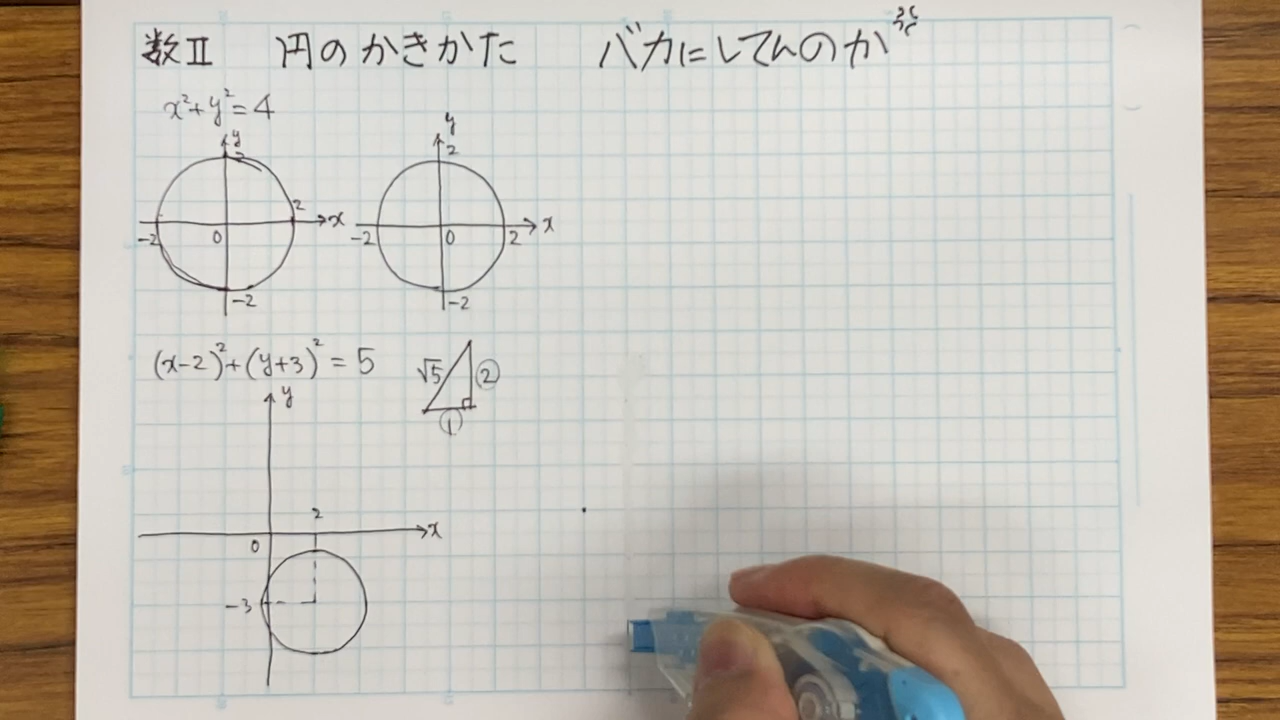 数Ⅱ 円のかきかた バカにしてんのか
x²+y²=4
y
2
-2 0 2 x
-2
y
2
-2 0 2 x
-2
(x-2)²+(y+3)²=5
√5 ② ①
y
2
0 x
-3